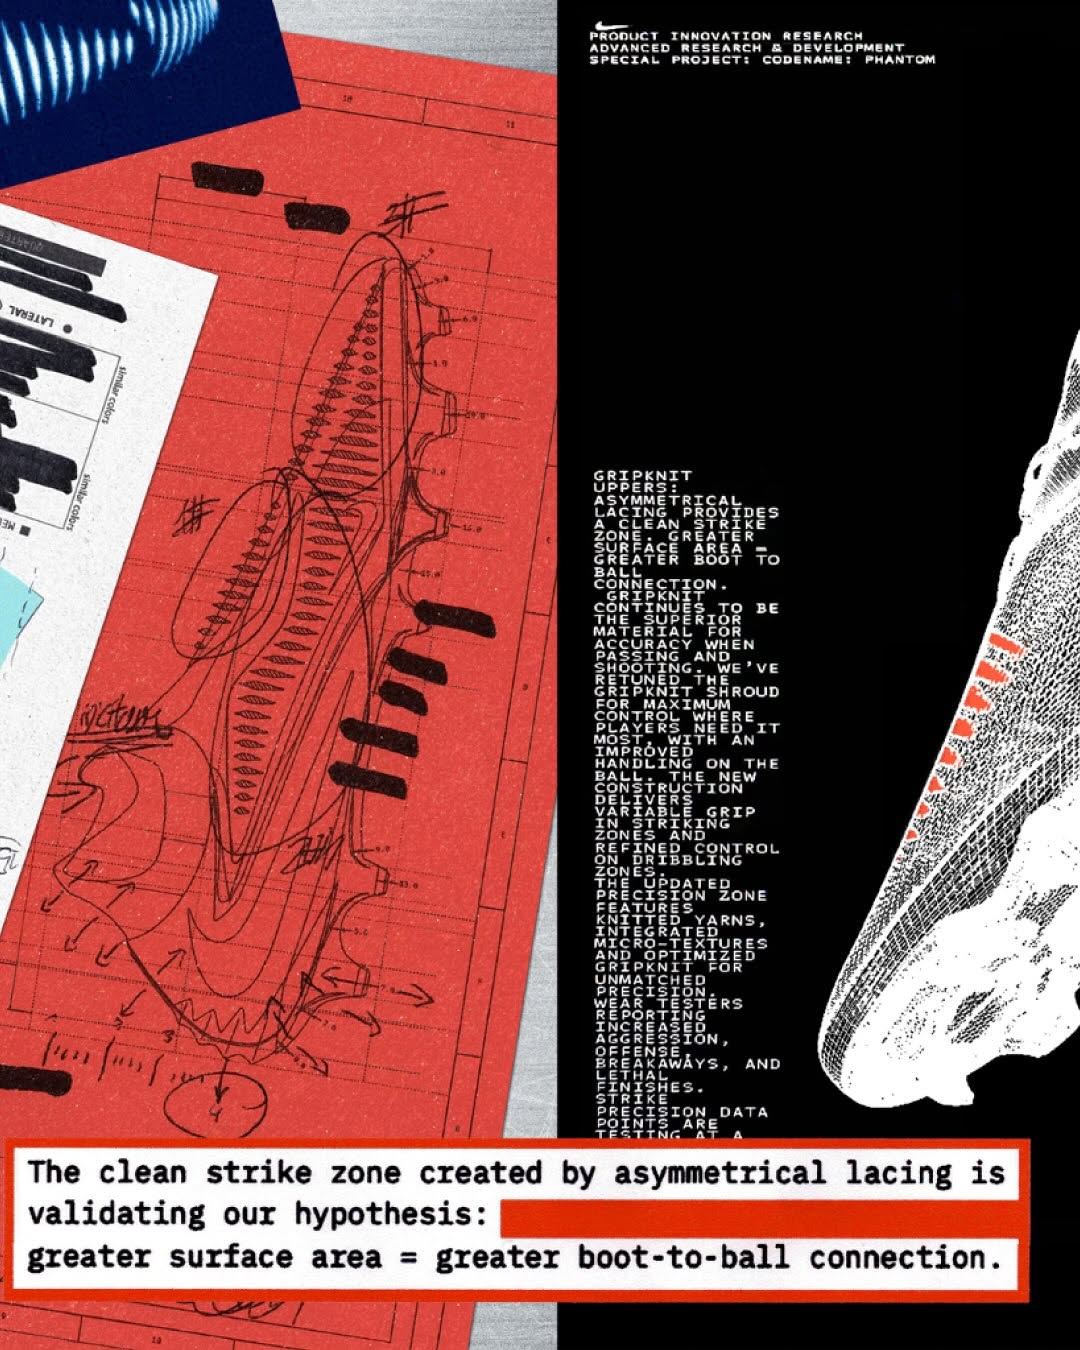 PRODUCT INNOVATION RESEARCH
ADVANCED RESEARCH & DEVELOPMENT
SPECIAL PROJECT: CODENAME: PHANTOM
10
11
QUARTER
LATERAL
similar colors
similar colors
GRIPKNIT
UPPERS:
ASYMMETRICAL
LACING PROVIDES
A CLEAN STRIKE
ZONE. GREATER
SURFACE AREA =
GREATER BOOT TO
BALL
CONNECTION.
GRIPKNIT
CONTINUES TO BE
THE SUPERIOR
MATERIAL FOR
ACCURACY WHEN
PASSING AND
SHOOTING. WE'VE
RETUNED THE
GRIPKNIT SHROUD
FOR MAXIMUM
CONTROL WHERE
PLAYERS NEED IT
MOST, WITH AN
IMPROVED
HANDLING ON THE
BALL. THE NEW
CONSTRUCTION
DELIVERS
VARIABLE GRIP
IN STRIKING
ZONES AND
REFINED CONTROL
ON DRIBBLING
ZONES.
THE UPDATED
PRECISION ZONE
FEATURES
KNITTED YARNS,
INTEGRATED
MICRO-TEXTURES
AND OPTIMIZED
GRIPKNIT FOR
UNMATCHED
PRECISION.
WEAR TESTERS
REPORTING
INCREASED
AGGRESSION,
OFFENSE,
BREAKAWAYS, AND
LETHAL
FINISHES.
STRIKE
PRECISION DATA
POINTS ARE
TESTING AT A
The clean strike zone created by asymmetrical lacing is
validating our hypothesis:
greater surface area = greater boot-to-ball connection.